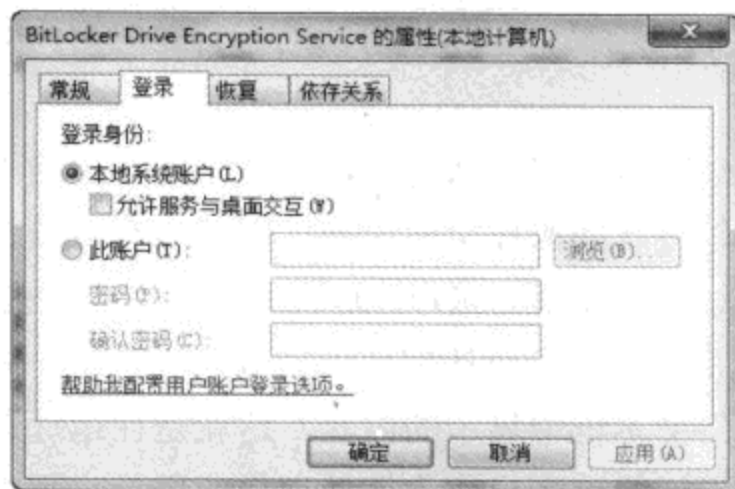 BitLocker Drive Encryption Service 的属性(本地计算机)
常规 登录 恢复 依存关系
登录身份:
本地系统账户(L)
允许服务与桌面交互(W)
此账户(T): 浏览(B)...
密码(P):
确认密码(C):
帮助我配置用户账户登录选项。
确定 取消 应用(A)